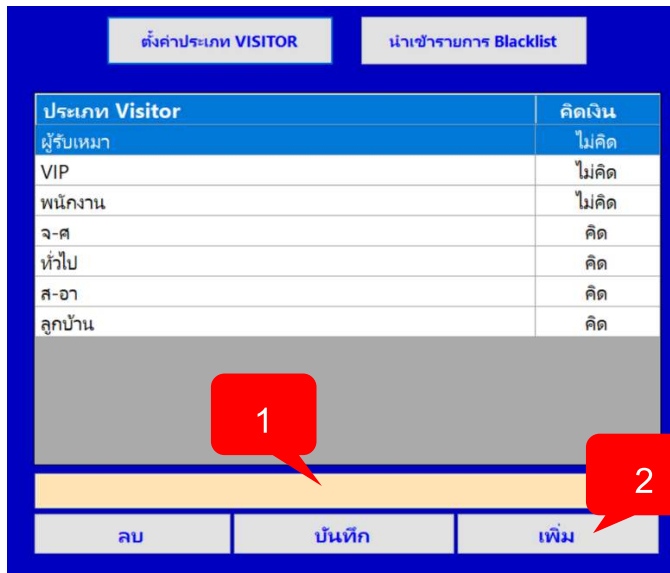 ตั้งค่าประเภท VISITOR นำเข้ารายการ Blacklist
ประเภท Visitor คิดเงิน
ผู้รับเหมา ไม่คิด
VIP ไม่คิด
พนักงาน ไม่คิด
จ-ศ คิด
ทั่วไป คิด
ส-อา คิด
ลูกบ้าน คิด
1
2
ลบ บันทึก เพิ่ม